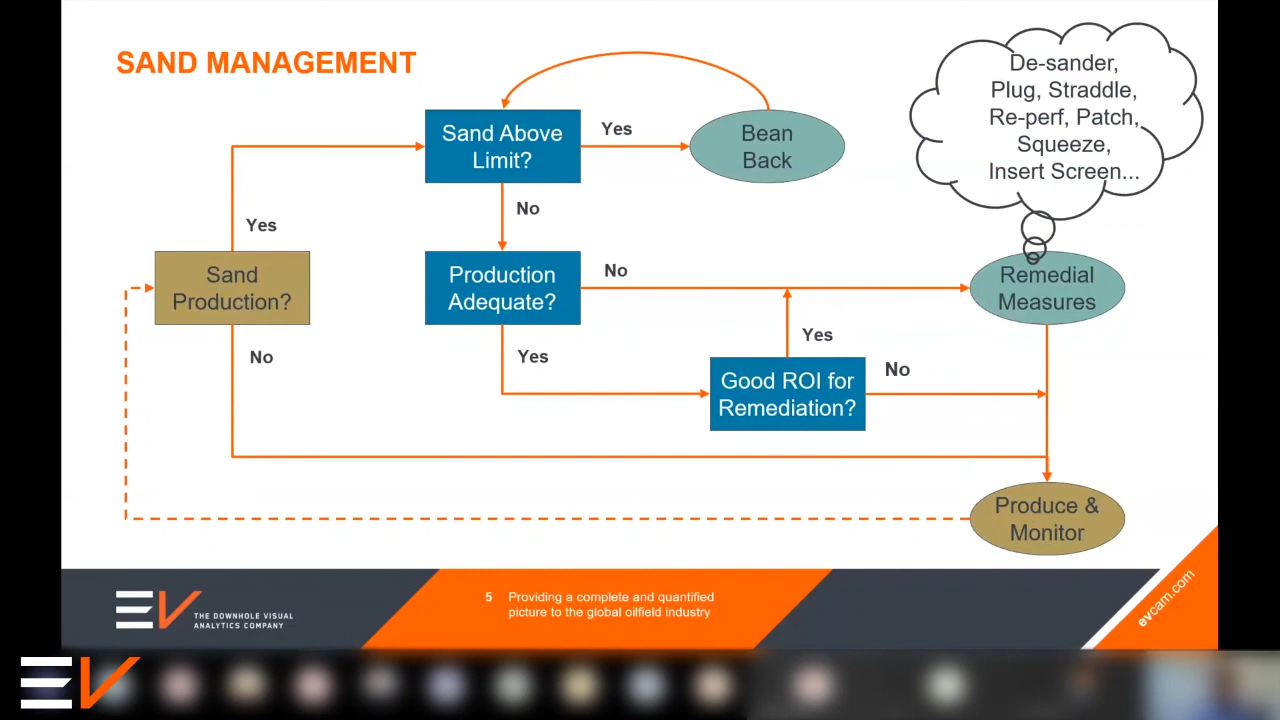 SAND MANAGEMENT
De-sander,
Plug, Straddle,
Re-perf, Patch,
Squeeze,
Insert Screen...
Sand Above
Limit?
Yes
Bean
Back
No
Yes
Sand
Production?
Production
Adequate?
No
Remedial
Measures
Yes
No
Yes
Good ROI for
Remediation?
No
Produce &
Monitor
EV
THE DOWNHOLE VISUAL
ANALYTICS COMPANY
5
Providing a complete and quantified
picture to the global oilfield industry
evcam.com
EV